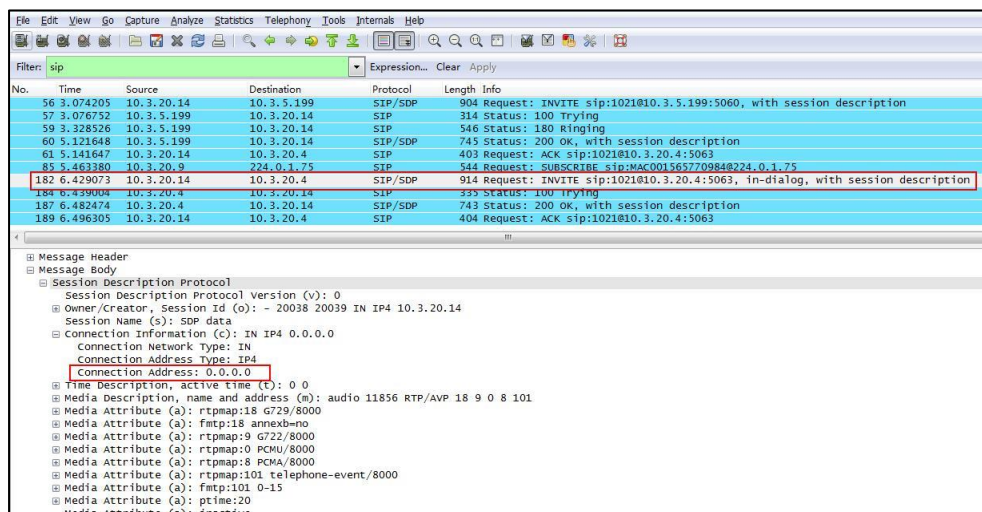 File Edit View Go Capture Analyze Statistics Telephony Tools Internals Help
Filter: sip Expression... Clear Apply
No. Time Source Destination Protocol Length Info
56 3.074205 10.3.20.14 10.3.5.199 SIP/SDP 904 Request: INVITE sip:1021@10.3.5.199:5060, with session description
57 3.076752 10.3.5.199 10.3.20.14 SIP 314 Status: 100 Trying
59 3.328526 10.3.5.199 10.3.20.14 SIP 546 Status: 180 Ringing
60 5.121648 10.3.5.199 10.3.20.14 SIP/SDP 745 Status: 200 OK, with session description
61 5.141647 10.3.20.14 10.3.20.4 SIP 403 Request: ACK sip:1021@10.3.20.4:5063
85 5.463380 10.3.20.9 224.0.1.75 SIP 544 Request: SUBSCRIBE sip:MAC001565770984@224.0.1.75
182 6.429073 10.3.20.14 10.3.20.4 SIP/SDP 914 Request: INVITE sip:1021@10.3.20.4:5063, in-dialog, with session description
184 6.439004 10.3.20.4 10.3.20.14 SIP 335 Status: 100 Trying
187 6.482474 10.3.20.4 10.3.20.14 SIP/SDP 743 Status: 200 OK, with session description
189 6.496305 10.3.20.14 10.3.20.4 SIP 404 Request: ACK sip:1021@10.3.20.4:5063
Message Header
Message Body
Session Description Protocol
Session Description Protocol Version (v): 0
Owner/Creator, Session Id (o): - 20038 20039 IN IP4 10.3.20.14
Session Name (s): SDP data
Connection Information (c): IN IP4 0.0.0.0
Connection Network Type: IN
Connection Address Type: IP4
Connection Address: 0.0.0.0
Time Description, active time (t): 0 0
Media Description, name and address (m): audio 11856 RTP/AVP 18 9 0 8 101
Media Attribute (a): rtpmap:18 G729/8000
Media Attribute (a): fmtp:18 annexb=no
Media Attribute (a): rtpmap:9 G722/8000
Media Attribute (a): rtpmap:0 PCMU/8000
Media Attribute (a): rtpmap:8 PCMA/8000
Media Attribute (a): rtpmap:101 telephone-event/8000
Media Attribute (a): fmtp:101 0-15
Media Attribute (a): ptime:20
Media Attribute (a): inactive